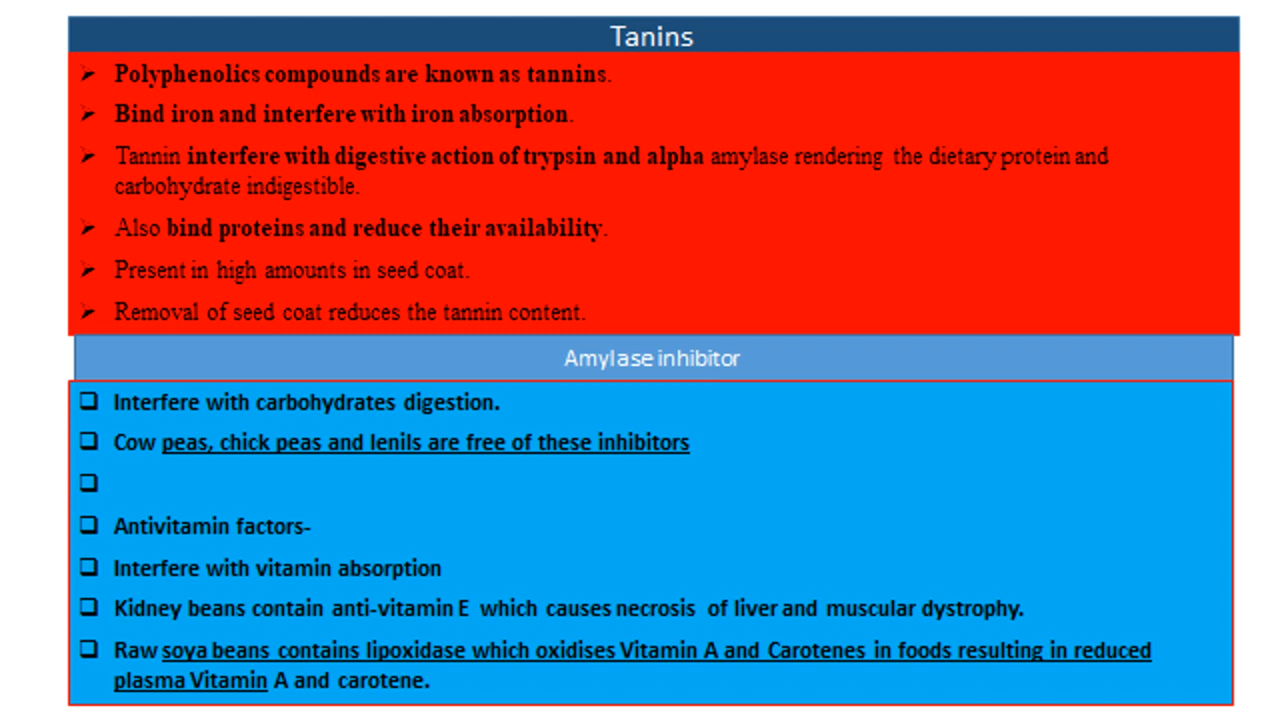 Tanins
➢ Polyphenolics compounds are known as tannins.
➢ Bind iron and interfere with iron absorption.
➢ Tannin interfere with digestive action of trypsin and alpha amylase rendering the dietary protein and
carbohydrate indigestible.
➢ Also bind proteins and reduce their availability.
➢ Present in high amounts in seed coat.
➢ Removal of seed coat reduces the tannin content.
Amylase inhibitor
❑ Interfere with carbohydrates digestion.
❑ Cow peas, chick peas and lenils are free of these inhibitors
❑
❑ Antivitamin factors-
❑ Interfere with vitamin absorption
❑ Kidney beans contain anti-vitamin E which causes necrosis of liver and muscular dystrophy.
❑ Raw soya beans contains lipoxidase which oxidises Vitamin A and Carotenes in foods resulting in reduced
plasma Vitamin A and carotene.